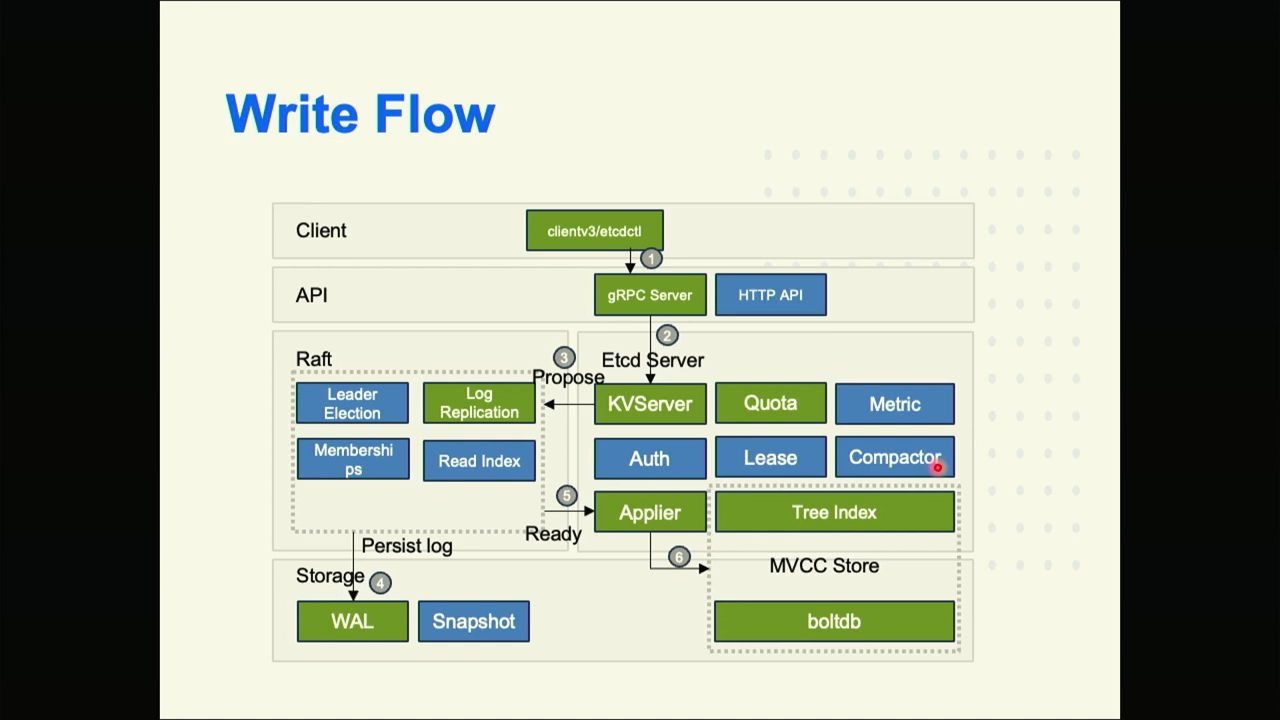 Write Flow
Client
clientv3/etcdctl
1
API
gRPC Server
HTTP API
2
Raft
3
Etcd Server
Propose
Leader
Election
Log
Replication
KVServer
Quota
Metric
Membershi
ps
Read Index
Auth
Lease
Compactor
5
Applier
Tree Index
Ready
Persist log
6
MVCC Store
Storage
4
WAL
Snapshot
boltdb